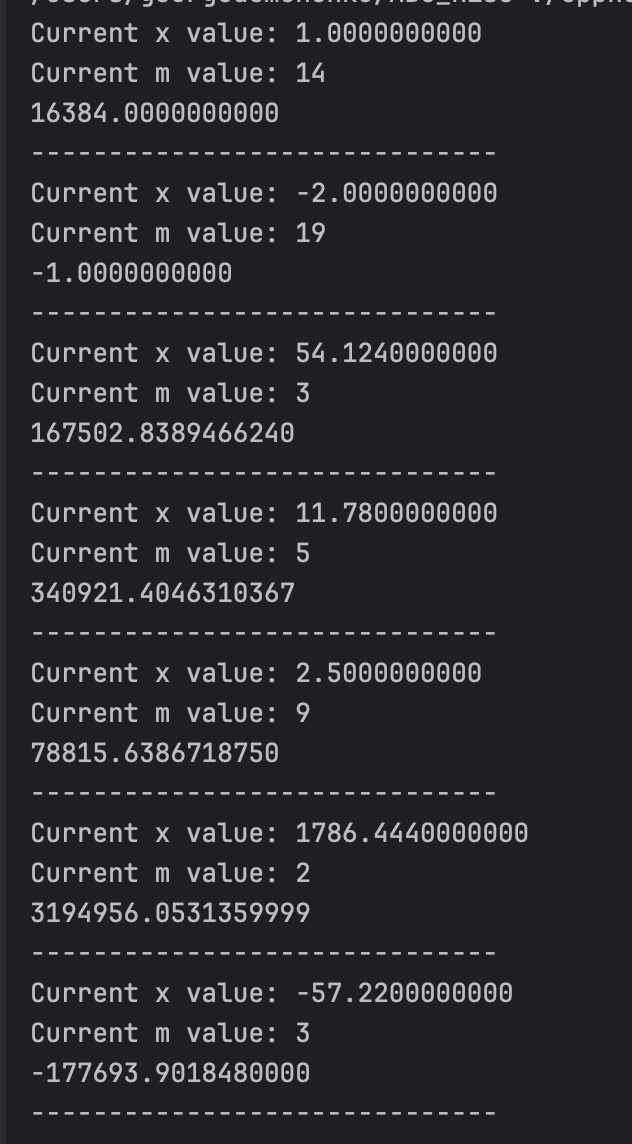 Current x value: 1.0000000000
Current m value: 14
16384.0000000000
------------------------------
Current x value: -2.0000000000
Current m value: 19
-1.0000000000
------------------------------
Current x value: 54.1240000000
Current m value: 3
167502.8389466240
------------------------------
Current x value: 11.7800000000
Current m value: 5
340921.4046310367
------------------------------
Current x value: 2.5000000000
Current m value: 9
78815.6386718750
------------------------------
Current x value: 1786.4440000000
Current m value: 2
3194956.0531359999
------------------------------
Current x value: -57.2200000000
Current m value: 3
-177693.9018480000
------------------------------